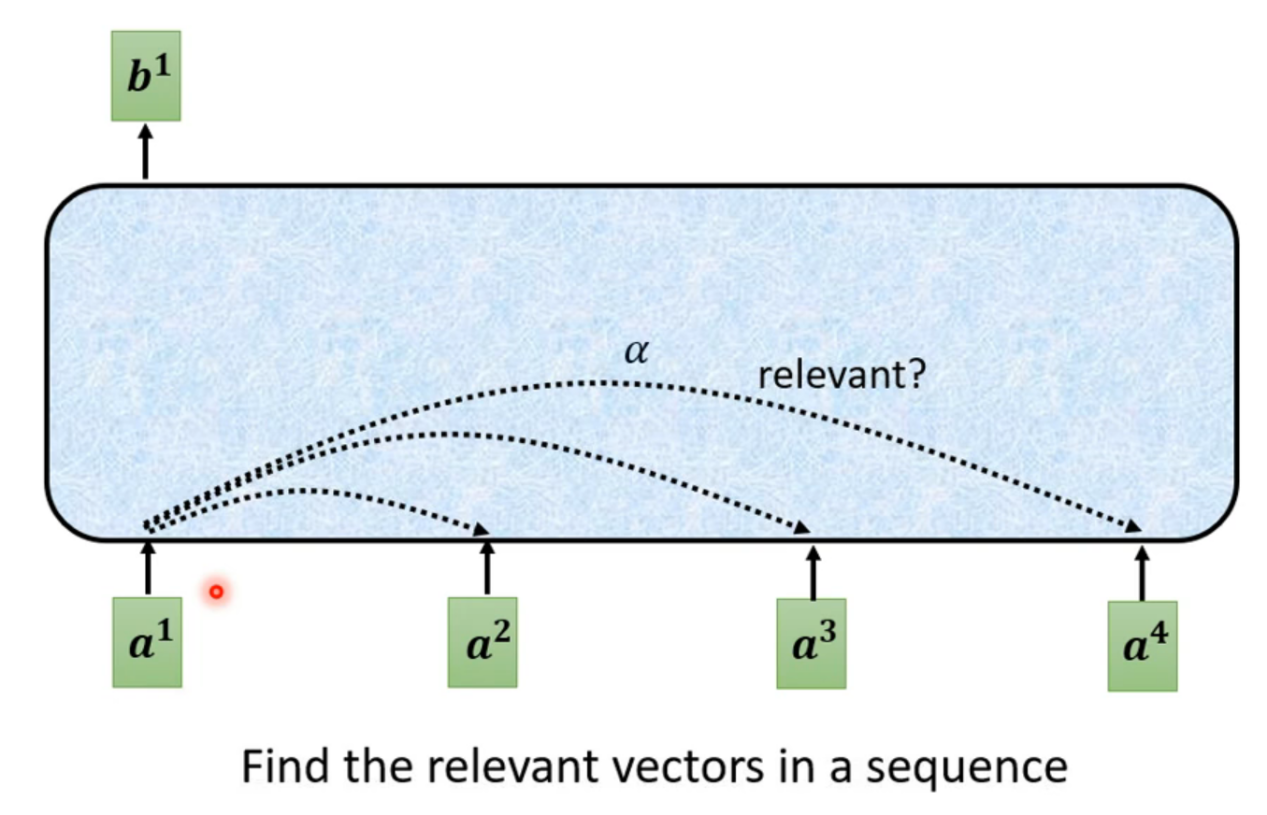 b¹
α
relevant?
a¹ a² a³ a⁴
Find the relevant vectors in a sequence